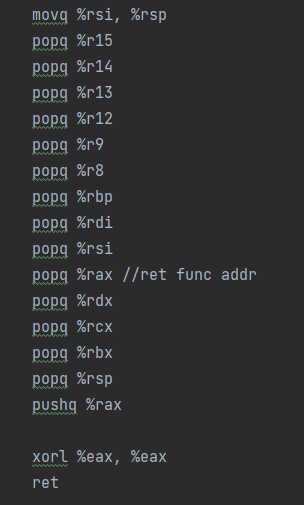 movq %rsi, %rsp
popq %r15
popq %r14
popq %r13
popq %r12
popq %r9
popq %r8
popq %rbp
popq %rdi
popq %rsi
popq %rax //ret func addr
popq %rdx
popq %rcx
popq %rbx
popq %rsp
pushq %rax

xorl %eax, %eax
ret